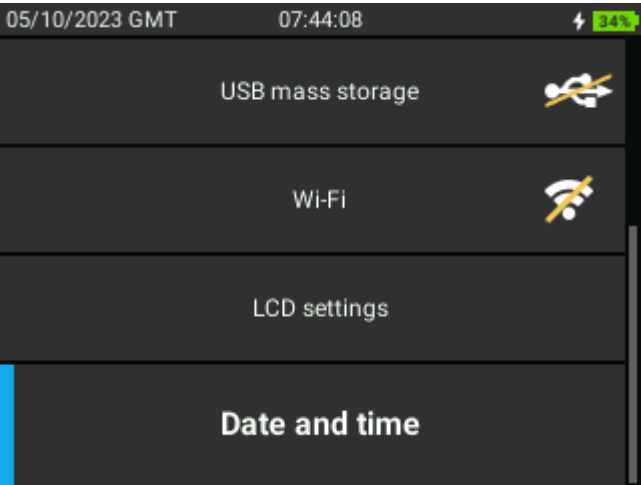 05/10/2023 GMT 07:44:08 34%
USB mass storage
Wi-Fi
LCD settings
Date and time